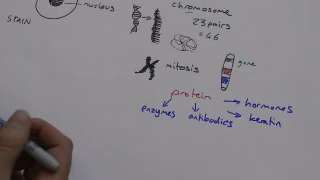 chromosome
nucleus
23 pairs
STAIN
= 46
gene
mitosis
protein
hormones
enzymes
antibodies
keratin